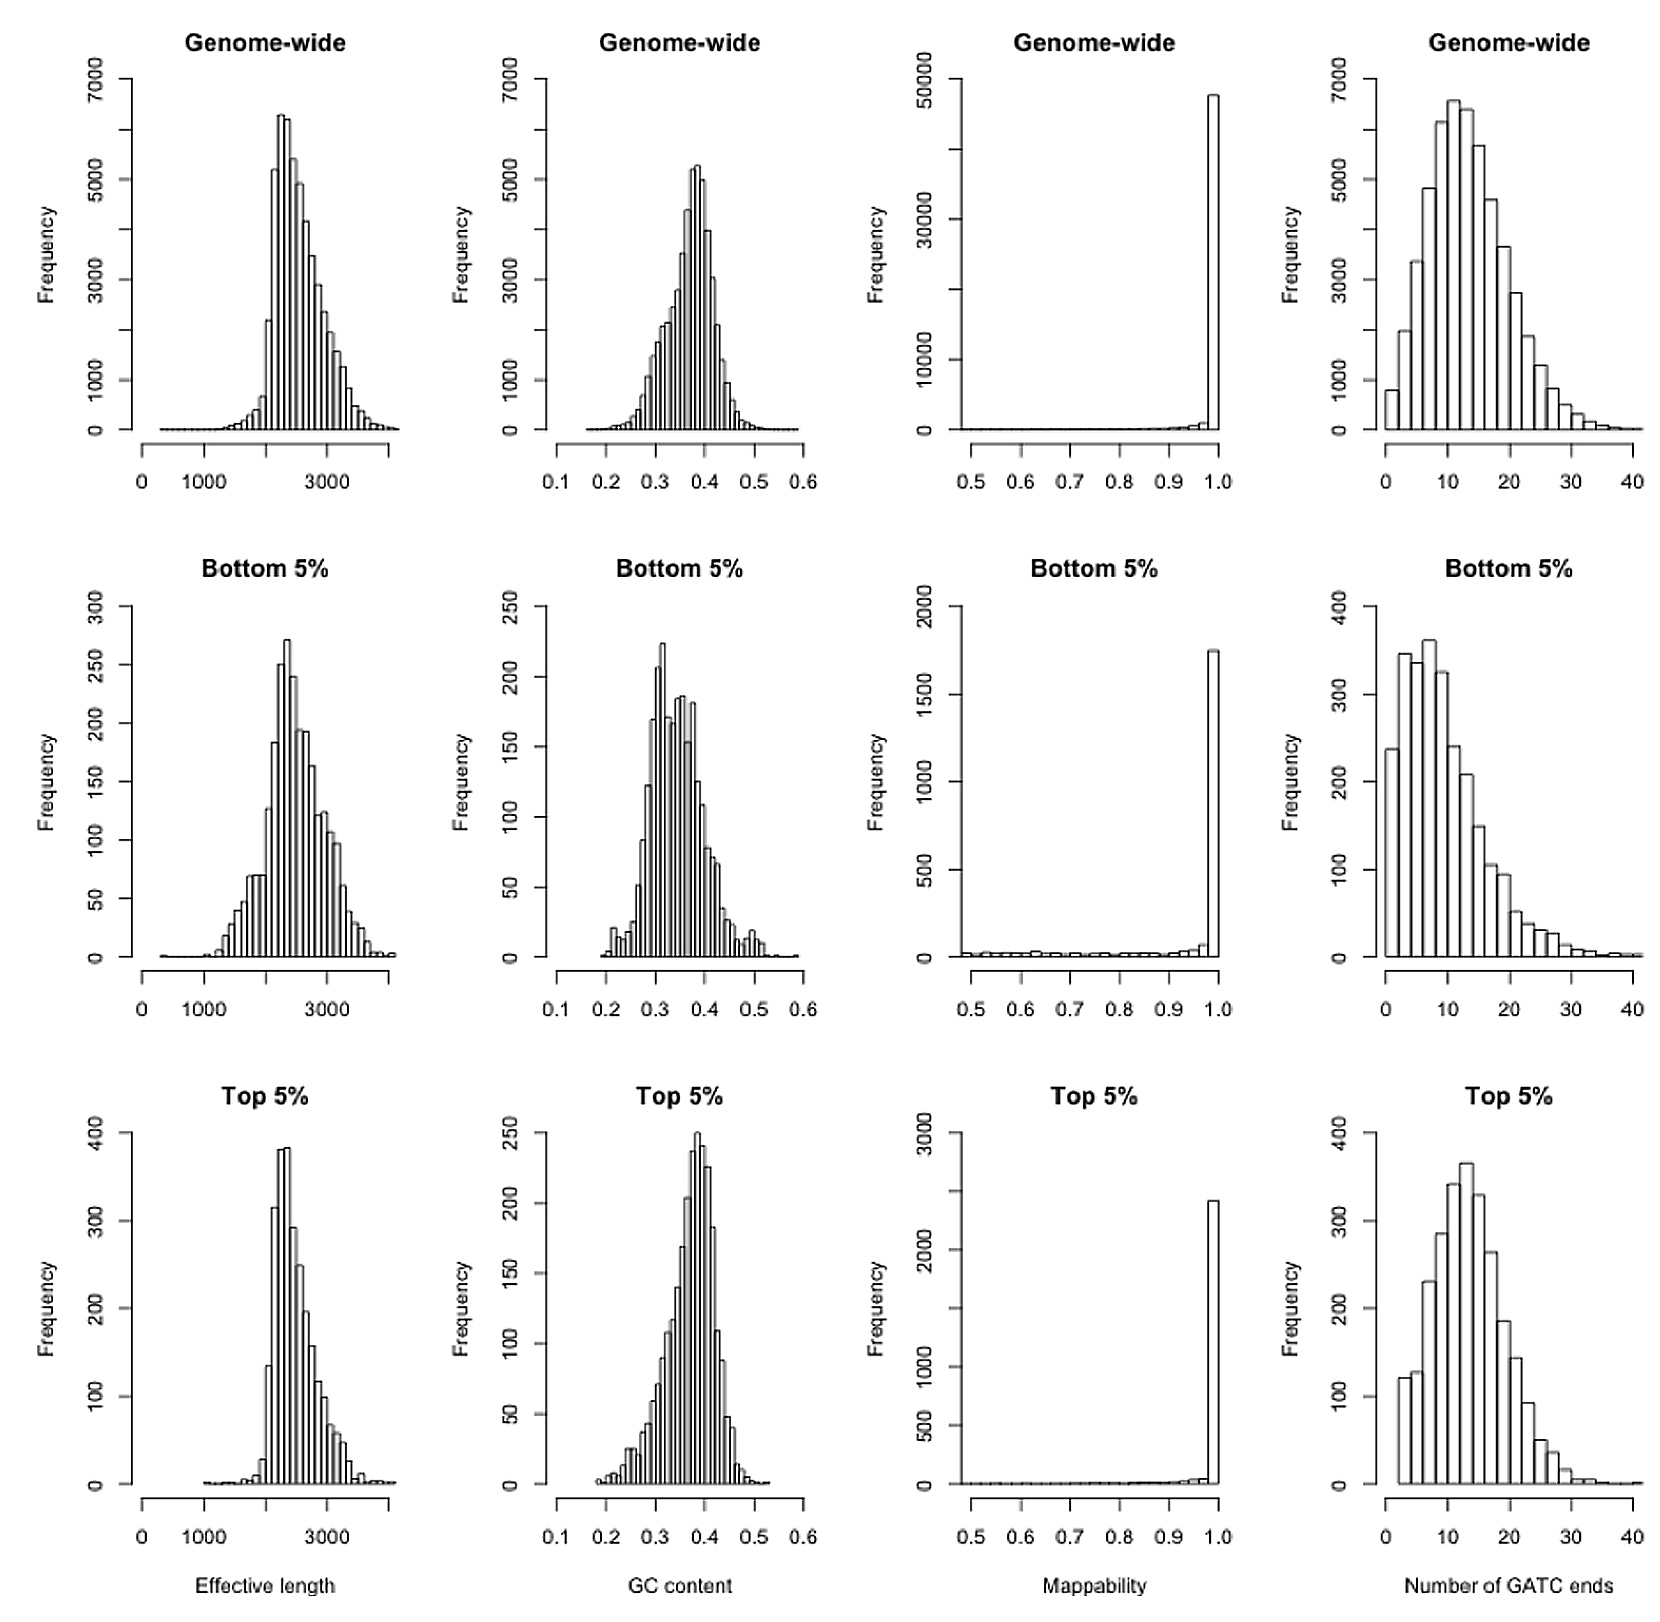 Genome-wide Genome-wide Genome-wide Genome-wide
Frequency 0 1000 3000 5000 7000
0 1000 3000
Frequency 0 1000 3000 5000 7000
0.1 0.2 0.3 0.4 0.5 0.6
Frequency 0 10000 30000 50000
0.5 0.6 0.7 0.8 0.9 1.0
Frequency 0 1000 3000 5000 7000
0 10 20 30 40
Bottom 5% Bottom 5% Bottom 5% Bottom 5%
Frequency 0 50 100 150 200 250 300
0 1000 3000
Frequency 0 50 100 150 200 250
0.1 0.2 0.3 0.4 0.5 0.6
Frequency 0 500 1000 1500 2000
0.5 0.6 0.7 0.8 0.9 1.0
Frequency 0 100 200 300 400
0 10 20 30 40
Top 5% Top 5% Top 5% Top 5%
Frequency 0 100 200 300 400
0 1000 3000
Frequency 0 50 100 150 200 250
0.1 0.2 0.3 0.4 0.5 0.6
Frequency 0 500 1000 2000 3000
0.5 0.6 0.7 0.8 0.9 1.0
Frequency 0 100 200 300 400
0 10 20 30 40
Effective length GC content Mappability Number of GATC ends